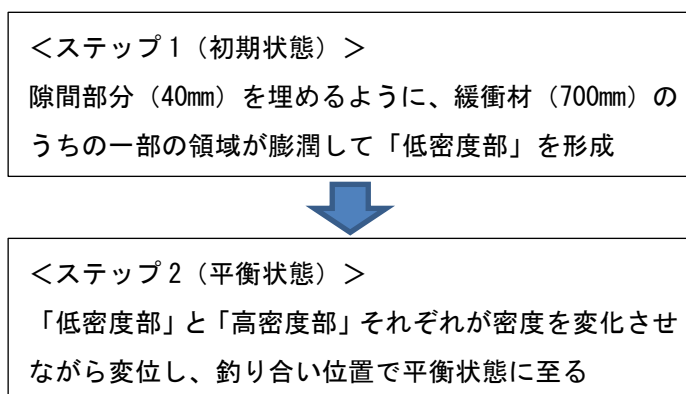 ＜ステップ１（初期状態）＞
隙間部分（40㎜）を埋めるように、緩衝材（700㎜）の
うちの一部の領域が膨潤して「低密度部」を形成
＜ステップ２（平衡状態）＞
「低密度部」と「高密度部」それぞれが密度を変化させ
ながら変位し、釣り合い位置で平衡状態に至る